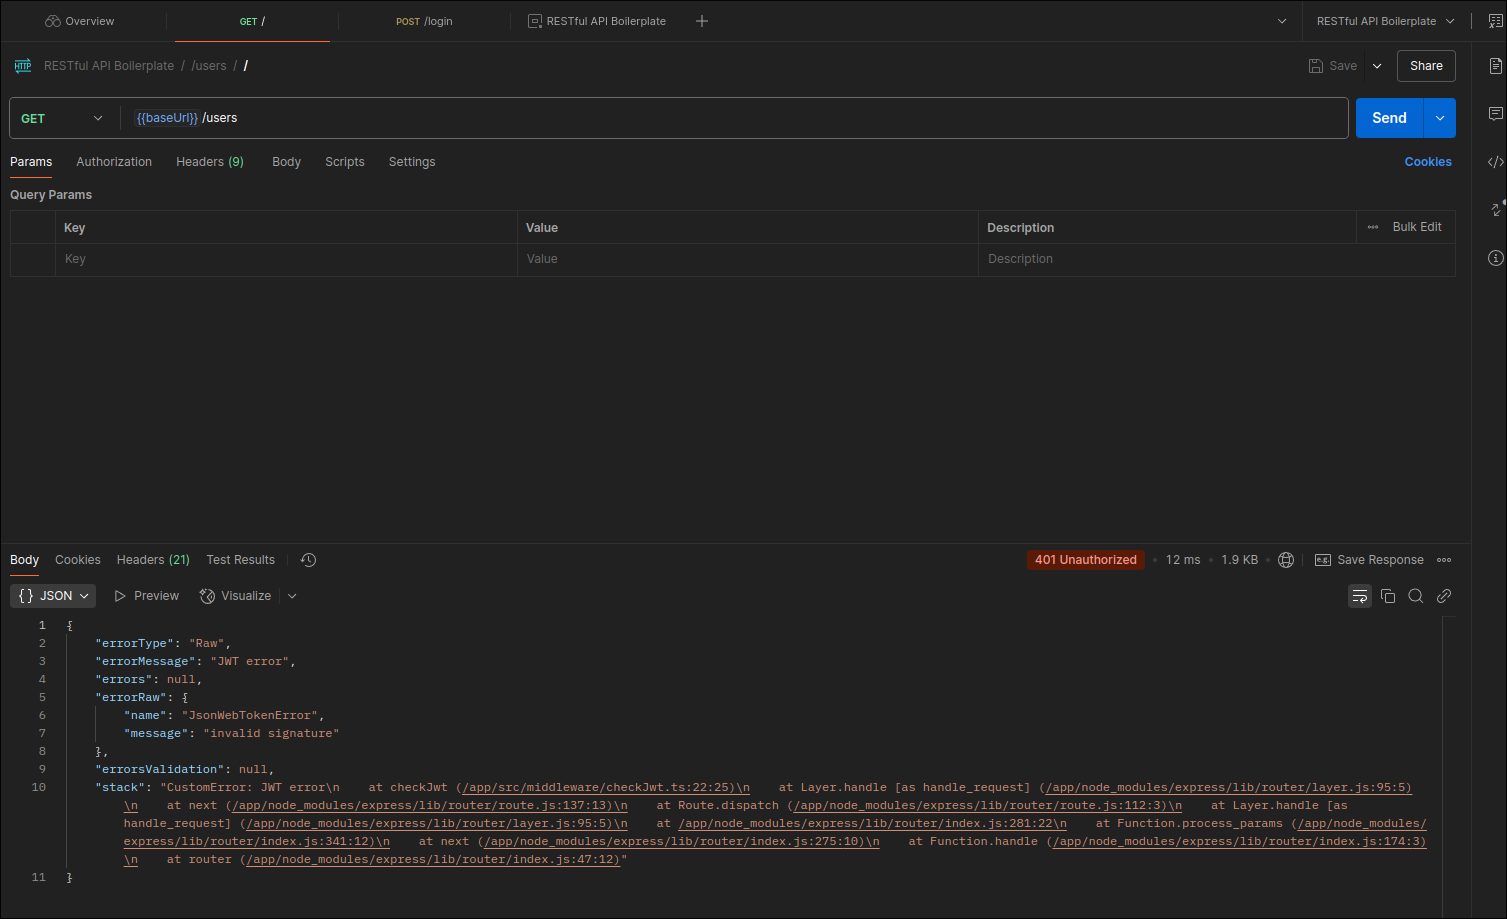 Overview GET / POST /login RESTful API Boilerplate RESTful API Boilerplate
HTTP RESTful API Boilerplate / /users / / Save Share
GET {{baseUrl}} /users Send
Params Authorization Headers (9) Body Scripts Settings Cookies
Query Params
Key Value Description Bulk Edit
Key Value Description
Body Cookies Headers (21) Test Results 401 Unauthorized 12 ms 1.9 KB e.g. Save Response
{} JSON Preview Visualize
1 {
2 "errorType": "Raw",
3 "errorMessage": "JWT error",
4 "errors": null,
5 "errorRaw": {
6 "name": "JsonWebTokenError",
7 "message": "invalid signature"
8 },
9 "errorsValidation": null,
10 "stack": "CustomError: JWT error\n    at checkJwt (/app/src/middleware/checkJwt.ts:22:25)\n    at Layer.handle [as handle_request] (/app/node_modules/express/lib/router/layer.js:95:5)
\n    at next (/app/node_modules/express/lib/router/route.js:137:13)\n    at Route.dispatch (/app/node_modules/express/lib/router/route.js:112:3)\n    at Layer.handle [as
handle_request] (/app/node_modules/express/lib/router/layer.js:95:5)\n    at /app/node_modules/express/lib/router/index.js:281:22\n    at Function.process_params (/app/node_modules/
express/lib/router/index.js:341:12)\n    at next (/app/node_modules/express/lib/router/index.js:275:10)\n    at Function.handle (/app/node_modules/express/lib/router/index.js:174:3)
\n    at router (/app/node_modules/express/lib/router/index.js:47:12)"
11 }